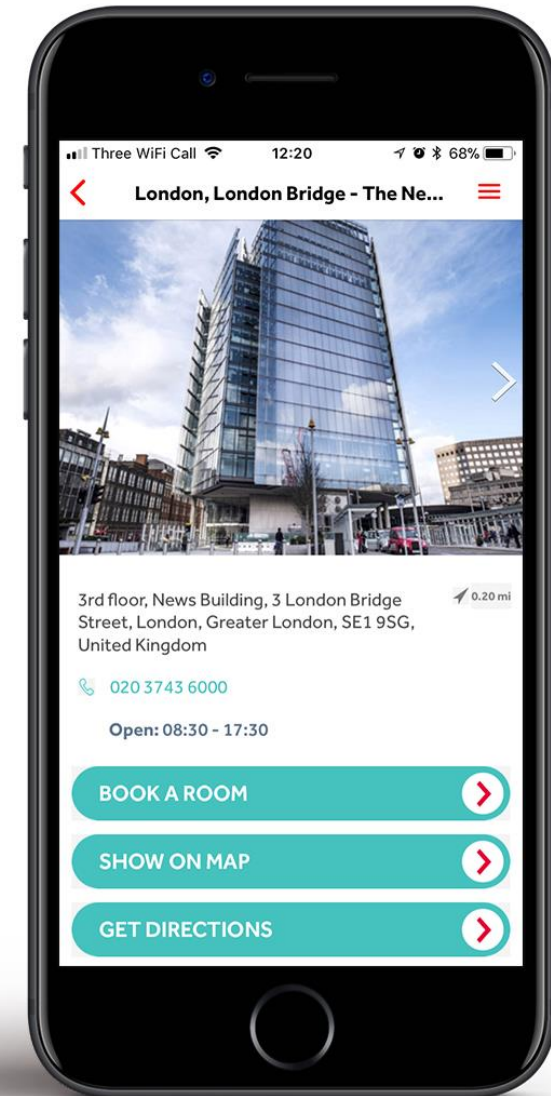 Three WiFi Call 12:20 68%
London, London Bridge - The Ne...
3rd floor, News Building, 3 London Bridge
Street, London, Greater London, SE1 9SG,
United Kingdom
0.20 mi
020 3743 6000
Open: 08:30 - 17:30
BOOK A ROOM
SHOW ON MAP
GET DIRECTIONS